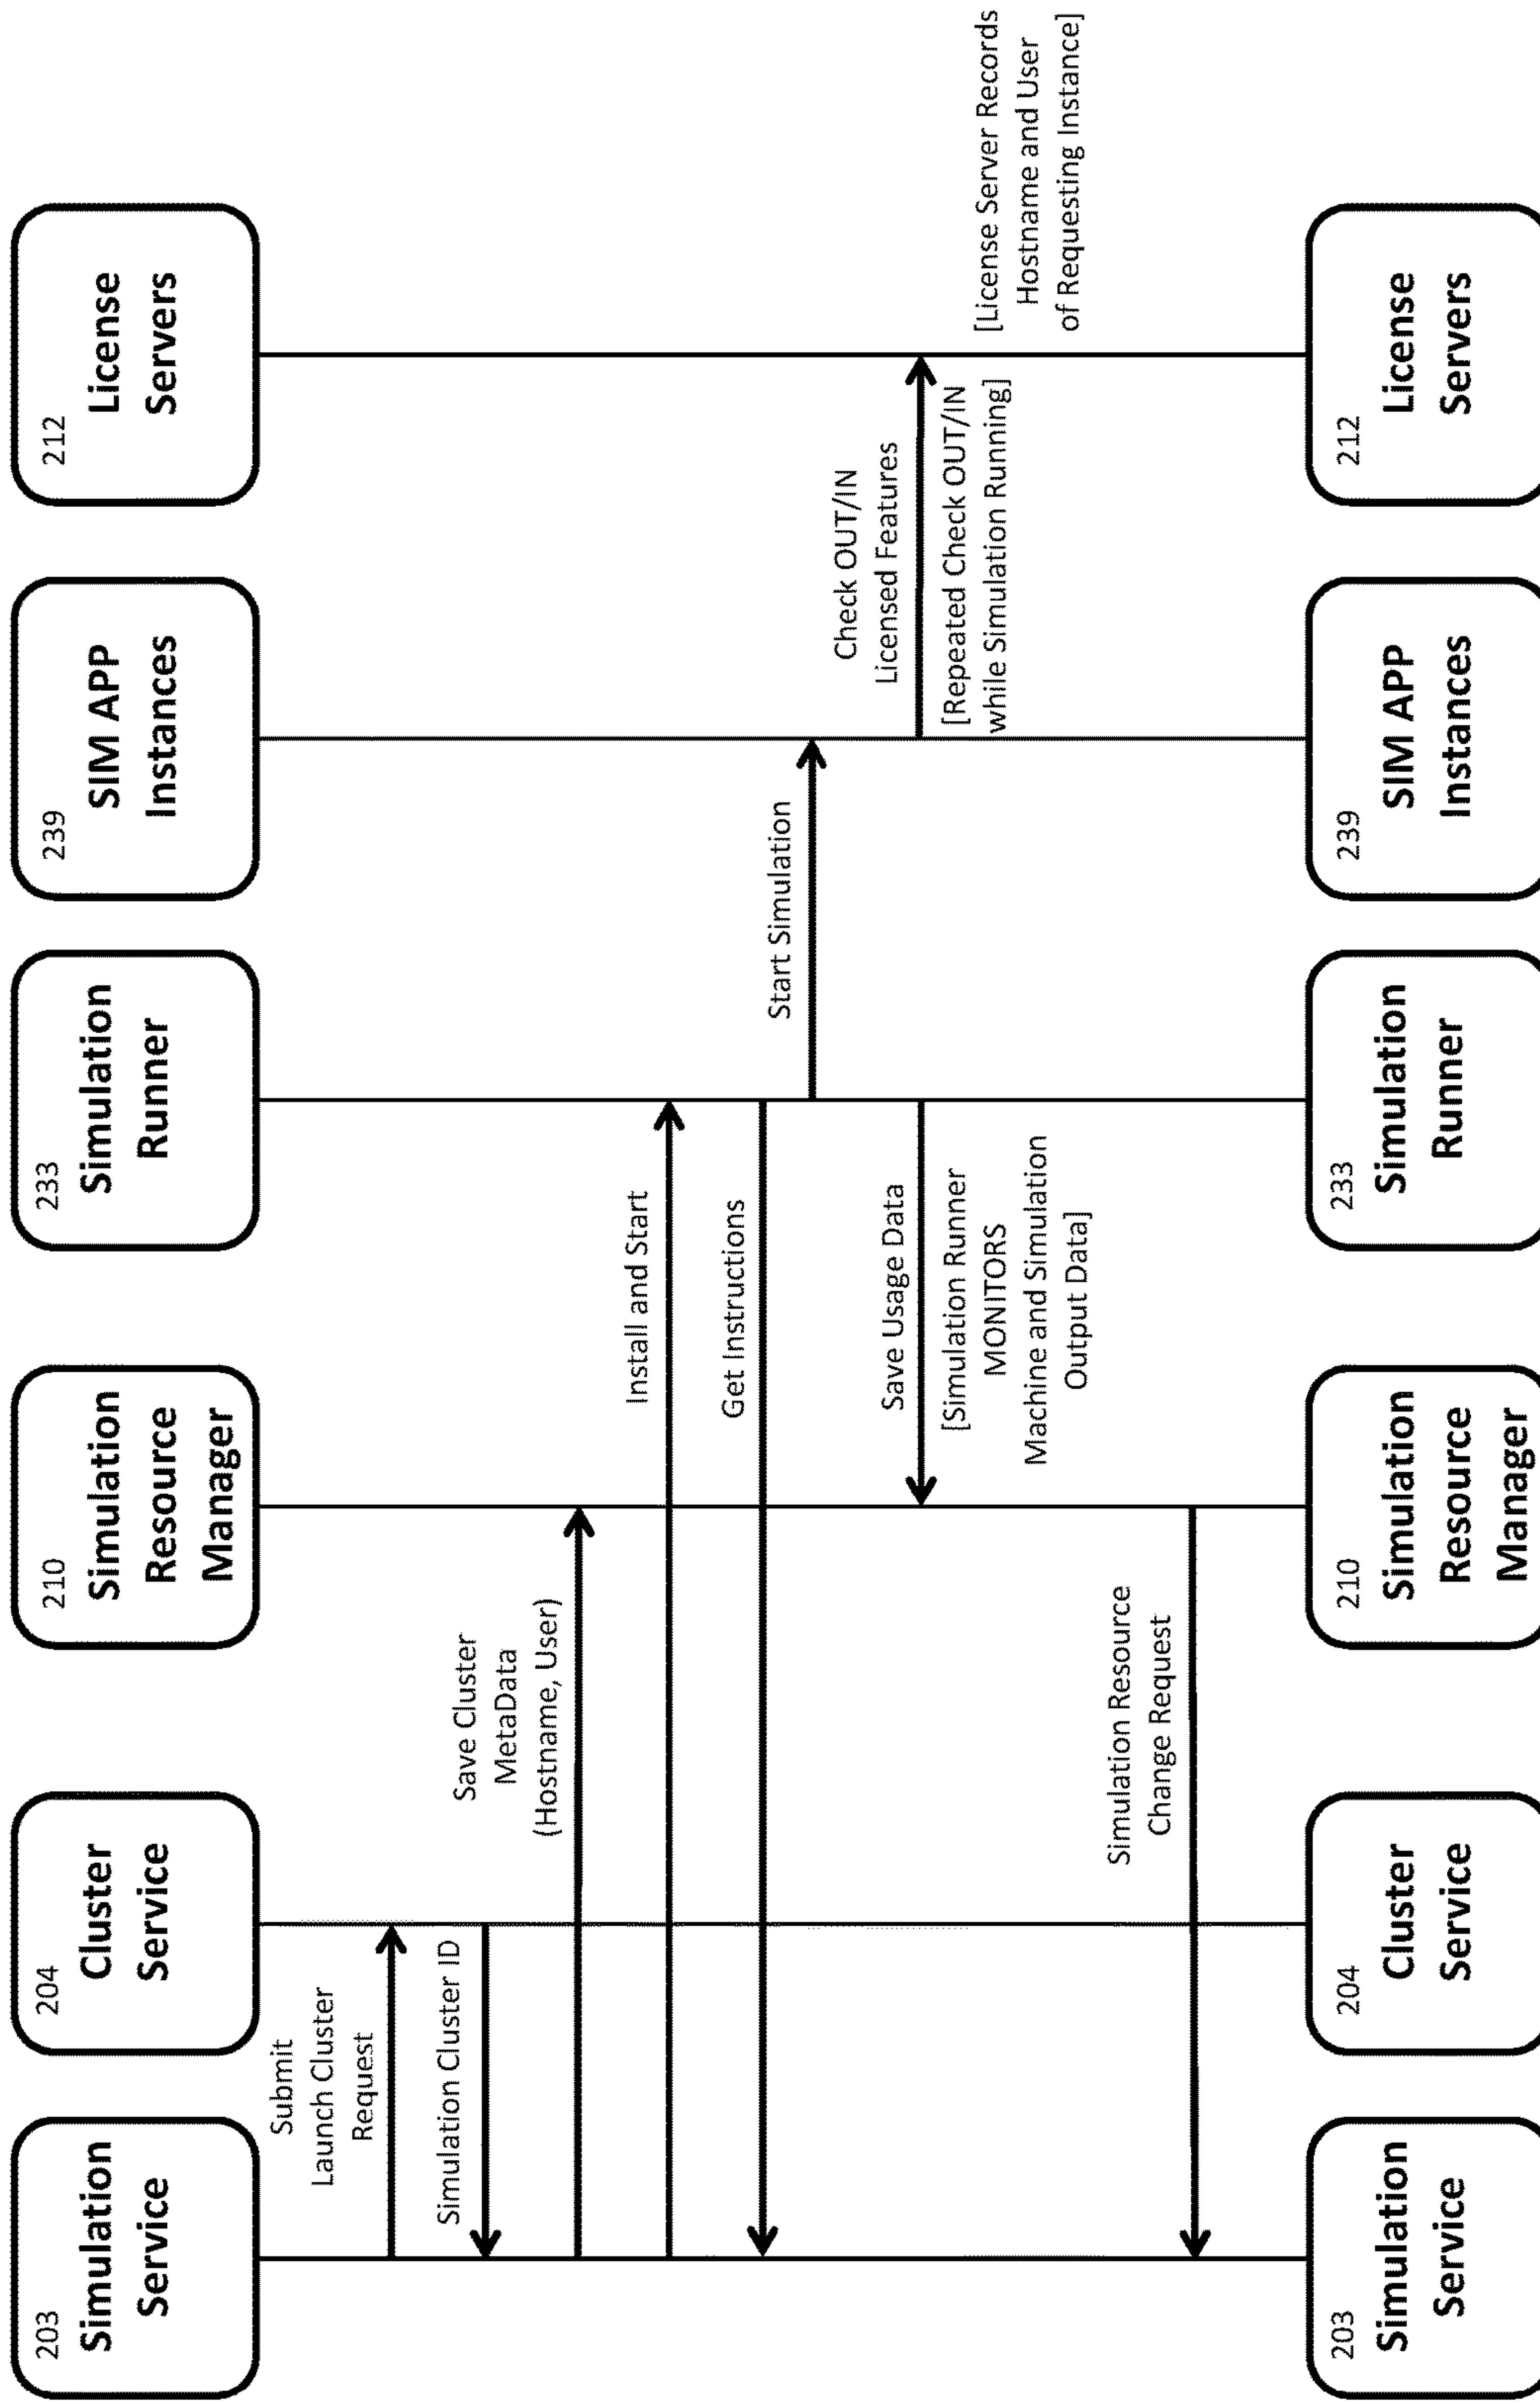 203
Simulation
Service
204
Cluster
Service
210
Simulation
Resource
Manager
233
Simulation
Runner
239
SIM APP
Instances
212
License
Servers
Submit
Launch Cluster
Request
Simulation Cluster ID
Save Cluster
MetaData
(Hostname, User)
Install and Start
Get Instructions
Start Simulation
Check OUT/IN
Licensed Features
[Repeated Check OUT/IN
while Simulation Running]
[License Server Records
Hostname and User
of Requesting Instance]
Save Usage Data
[Simulation Runner
MONITORS
Machine and Simulation
Output Data]
Simulation Resource
Change Request
203
Simulation
Service
204
Cluster
Service
210
Simulation
Resource
Manager
233
Simulation
Runner
239
SIM APP
Instances
212
License
Servers